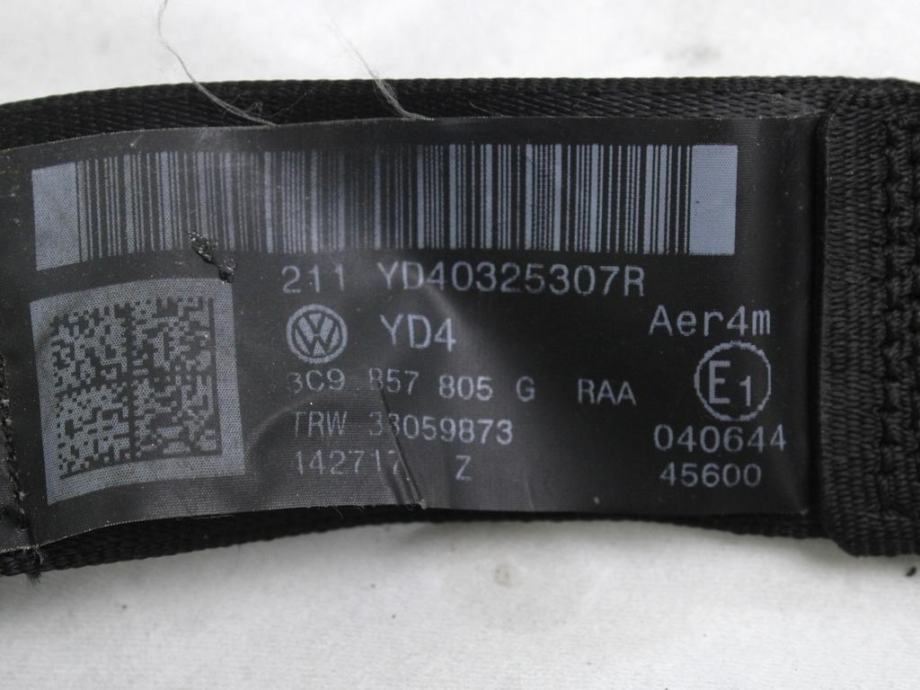 211 YD40325307R
YD4 Aer4m
3C9 857 805 G RAA E1
TRW 33059873 040644
142717 Z 45600